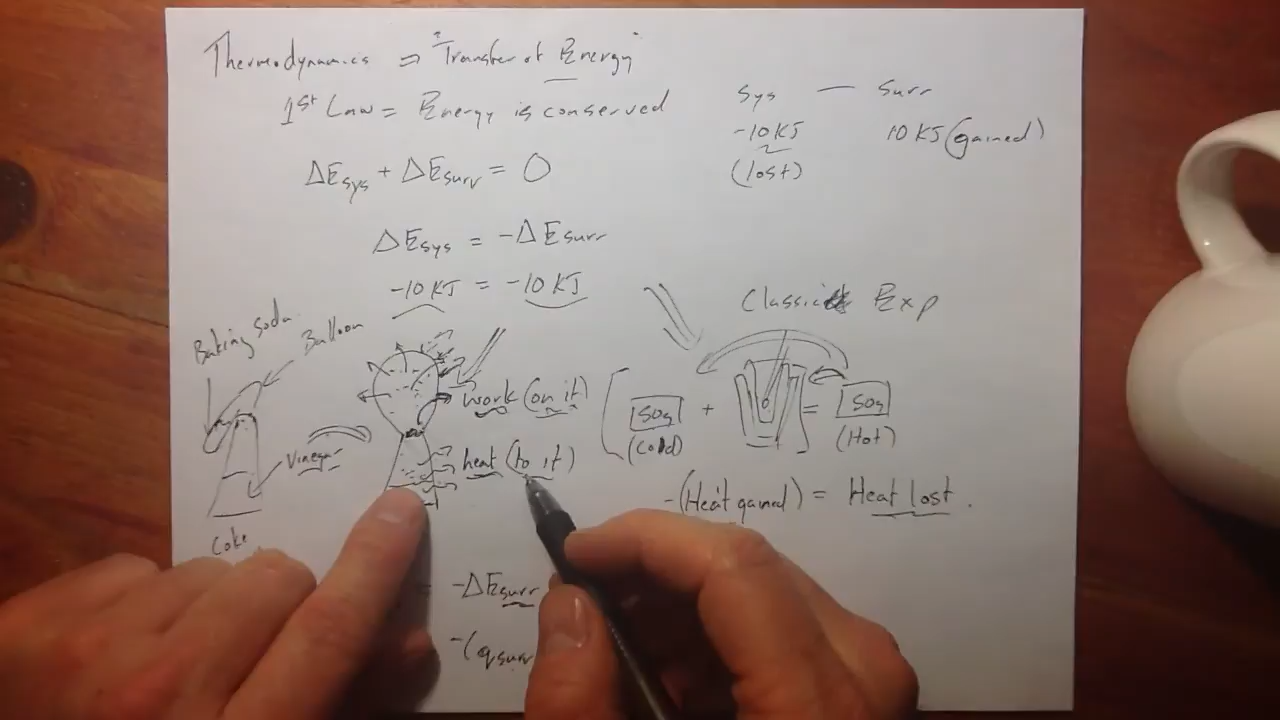 Thermodynamics ⇒ "Transfer of Energy"
1st Law = Energy is conserved
Sys — Surr
-10 KJ 10 KJ (gained)
(lost)
ΔEsys + ΔEsurr = 0
ΔEsys = -ΔEsurr
-10 KJ = -10 KJ
Classic Exp
Baking Soda
Balloon
Vinegar
Coke
work (on it)
heat (to it)
50g + = 50g
(Cold) (Hot)
-(Heat gained) = Heat lost.
= -ΔEsurr
-(qsurr